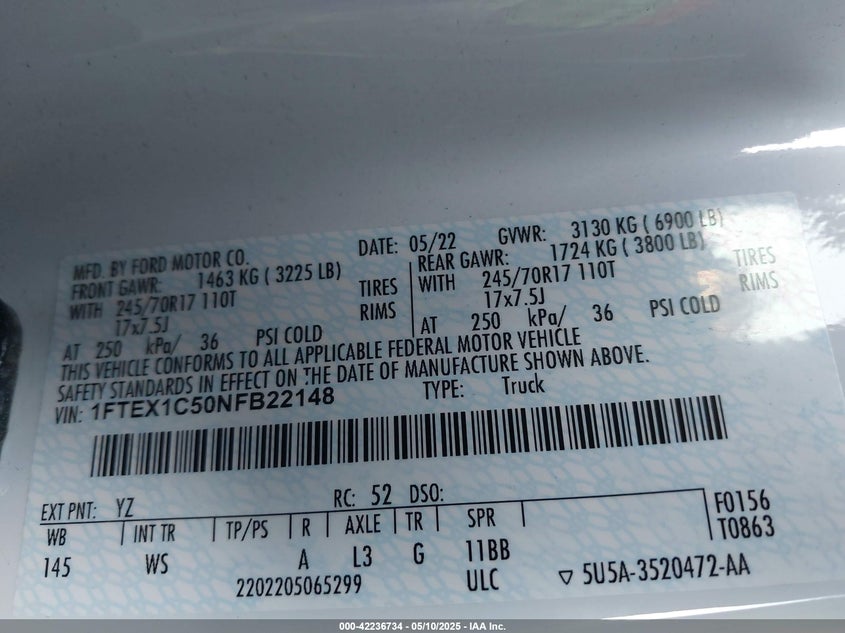 MFD. BY FORD MOTOR CO. DATE: 05/22 GVWR: 3130 KG ( 6900 LB)
FRONT GAWR: 1463 KG ( 3225 LB) REAR GAWR: 1724 KG ( 3800 LB)
WITH 245/70R17 110T TIRES WITH 245/70R17 110T TIRES
17x7.5J RIMS 17x7.5J RIMS
AT 250 kPa/ 36 PSI COLD AT 250 kPa/ 36 PSI COLD
THIS VEHICLE CONFORMS TO ALL APPLICABLE FEDERAL MOTOR VEHICLE
SAFETY STANDARDS IN EFFECT ON THE DATE OF MANUFACTURE SHOWN ABOVE.
VIN: 1FTEX1C50NFB22148 TYPE: Truck
EXT PNT: YZ RC: 52 DSO: F0156
WB INT TR TP/PS R AXLE TR SPR T0863
145 WS A L3 G 11BB
2202205065299 ULC ▽ 5U5A-3520472-AA
000-42236734 — 05/10/2025 — IAA Inc.